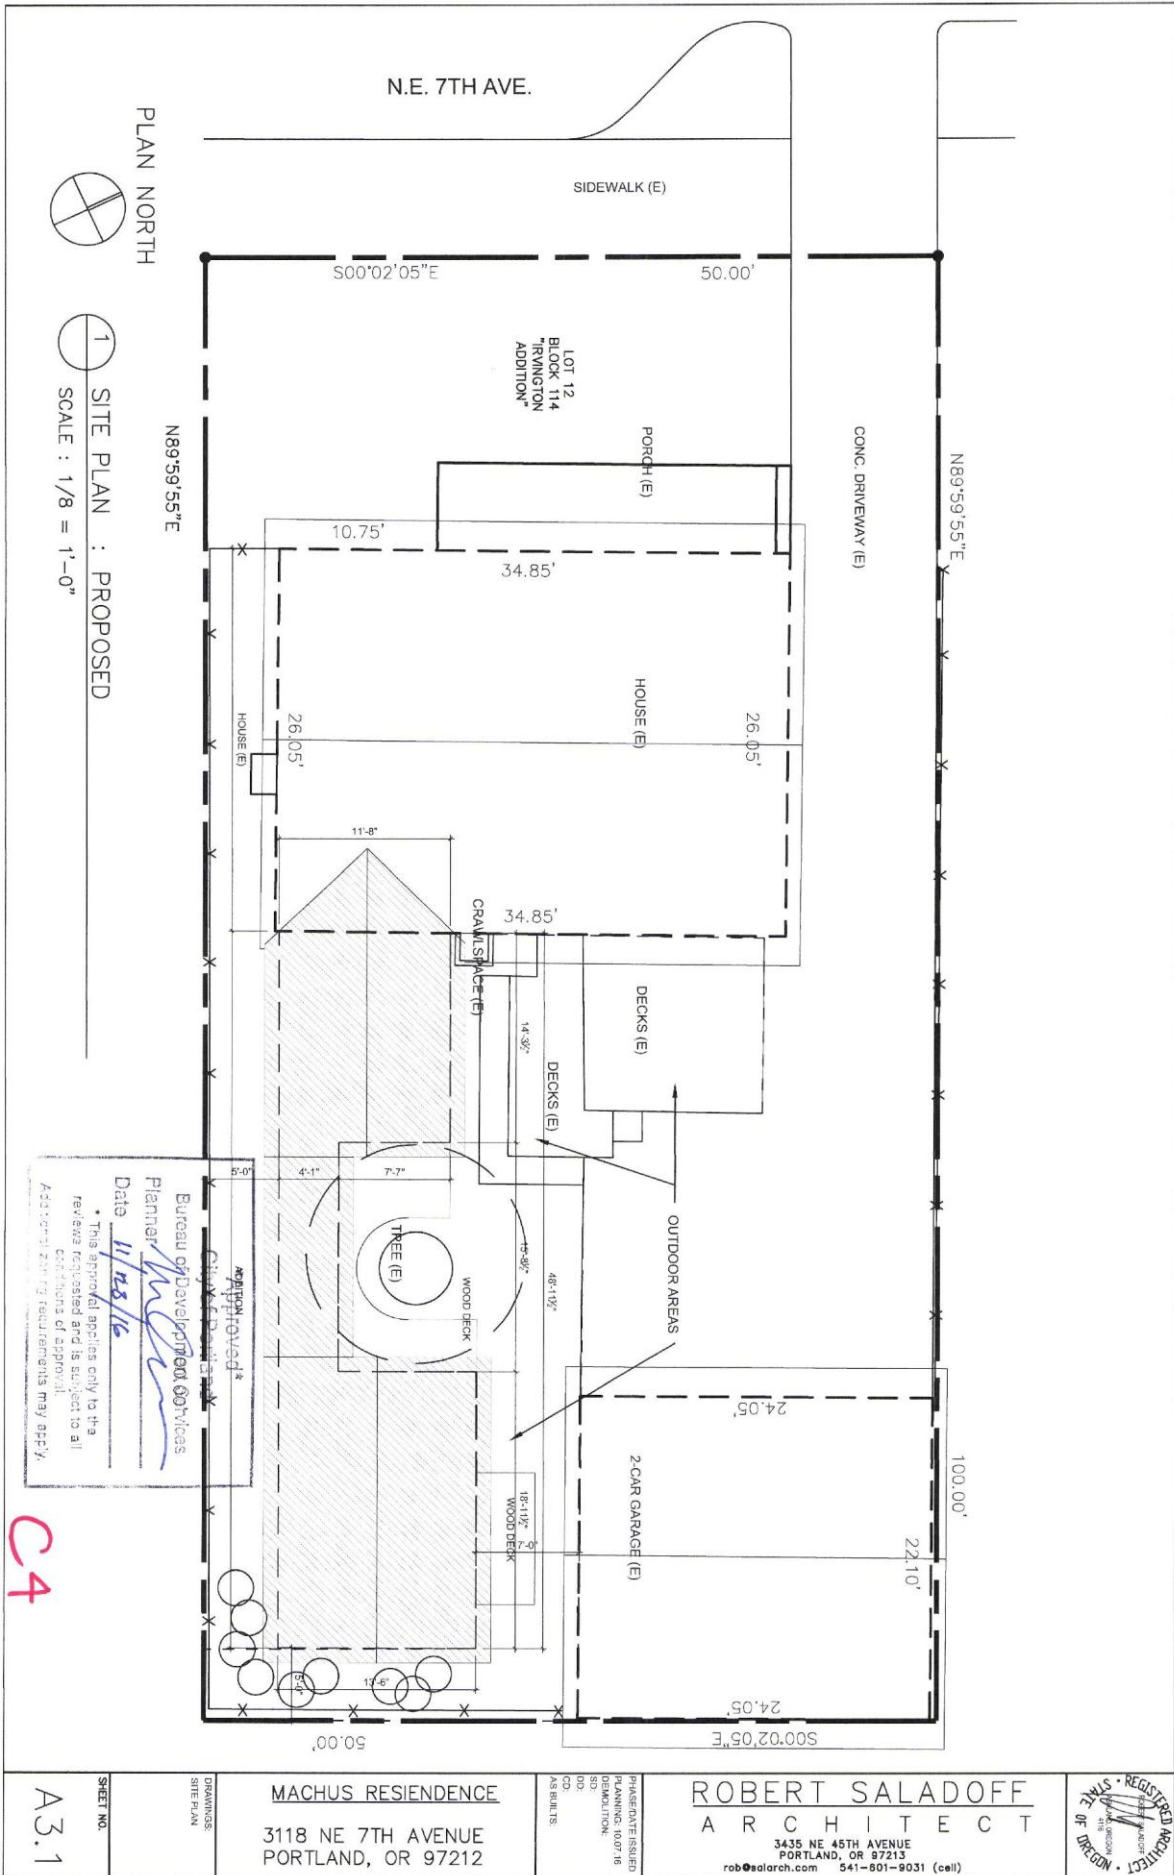 N.E. 7TH AVE.
SIDEWALK (E)
PLAN NORTH
S00°02'05"E
50.00'
LOT 12
BLOCK 114
"IRVINGTON
ADDITION"
PORCH (E)
CONC. DRIVEWAY (E)
N89°59'55"E
N89°59'55"E
1
SITE PLAN : PROPOSED
SCALE : 1/8 = 1'-0"
10.75'
34.85'
HOUSE (E)
HOUSE (E)
26.05'
26.05'
11'-8"
34.85'
CRAWLSPACE (E)
DECKS (E)
DECKS (E)
14'-3½"
5'-0"
4'-1"
7'-7"
TREE (E)
WOOD DECK
15'-8½"
48'-11½"
OUTDOOR AREAS
ADDITION
Approved*
City of Portland
Bureau of Development Services
Planner
Date 11/28/16
* This approval applies only to the
reviews requested and is subject to all
conditions of approval.
Additional zoning requirements may apply.
24.05'
100.00'
2-CAR GARAGE (E)
22.10'
18'-11½"
WOOD DECK
7'-0"
5'-0"
13'-6"
24.05'
S00°02'05"E
50.00'
C4
SHEET NO.
A3.1
DRAWINGS:
SITE PLAN
MACHUS RESIENDENCE
3118 NE 7TH AVENUE
PORTLAND, OR 97212
PHASE/DATE ISSUED
PLANNING: 10.07.16
DEMOLITION:
SD:
DD:
CD:
AS BUILTS:
ROBERT SALADOFF
ARCHITECT
3435 NE 45TH AVENUE
PORTLAND, OR 97213
rob@salarch.com 541-601-9031 (cell)
REGISTERED ARCHITECT
ROBERT SALADOFF
PORTLAND, OREGON
4116
STATE OF OREGON